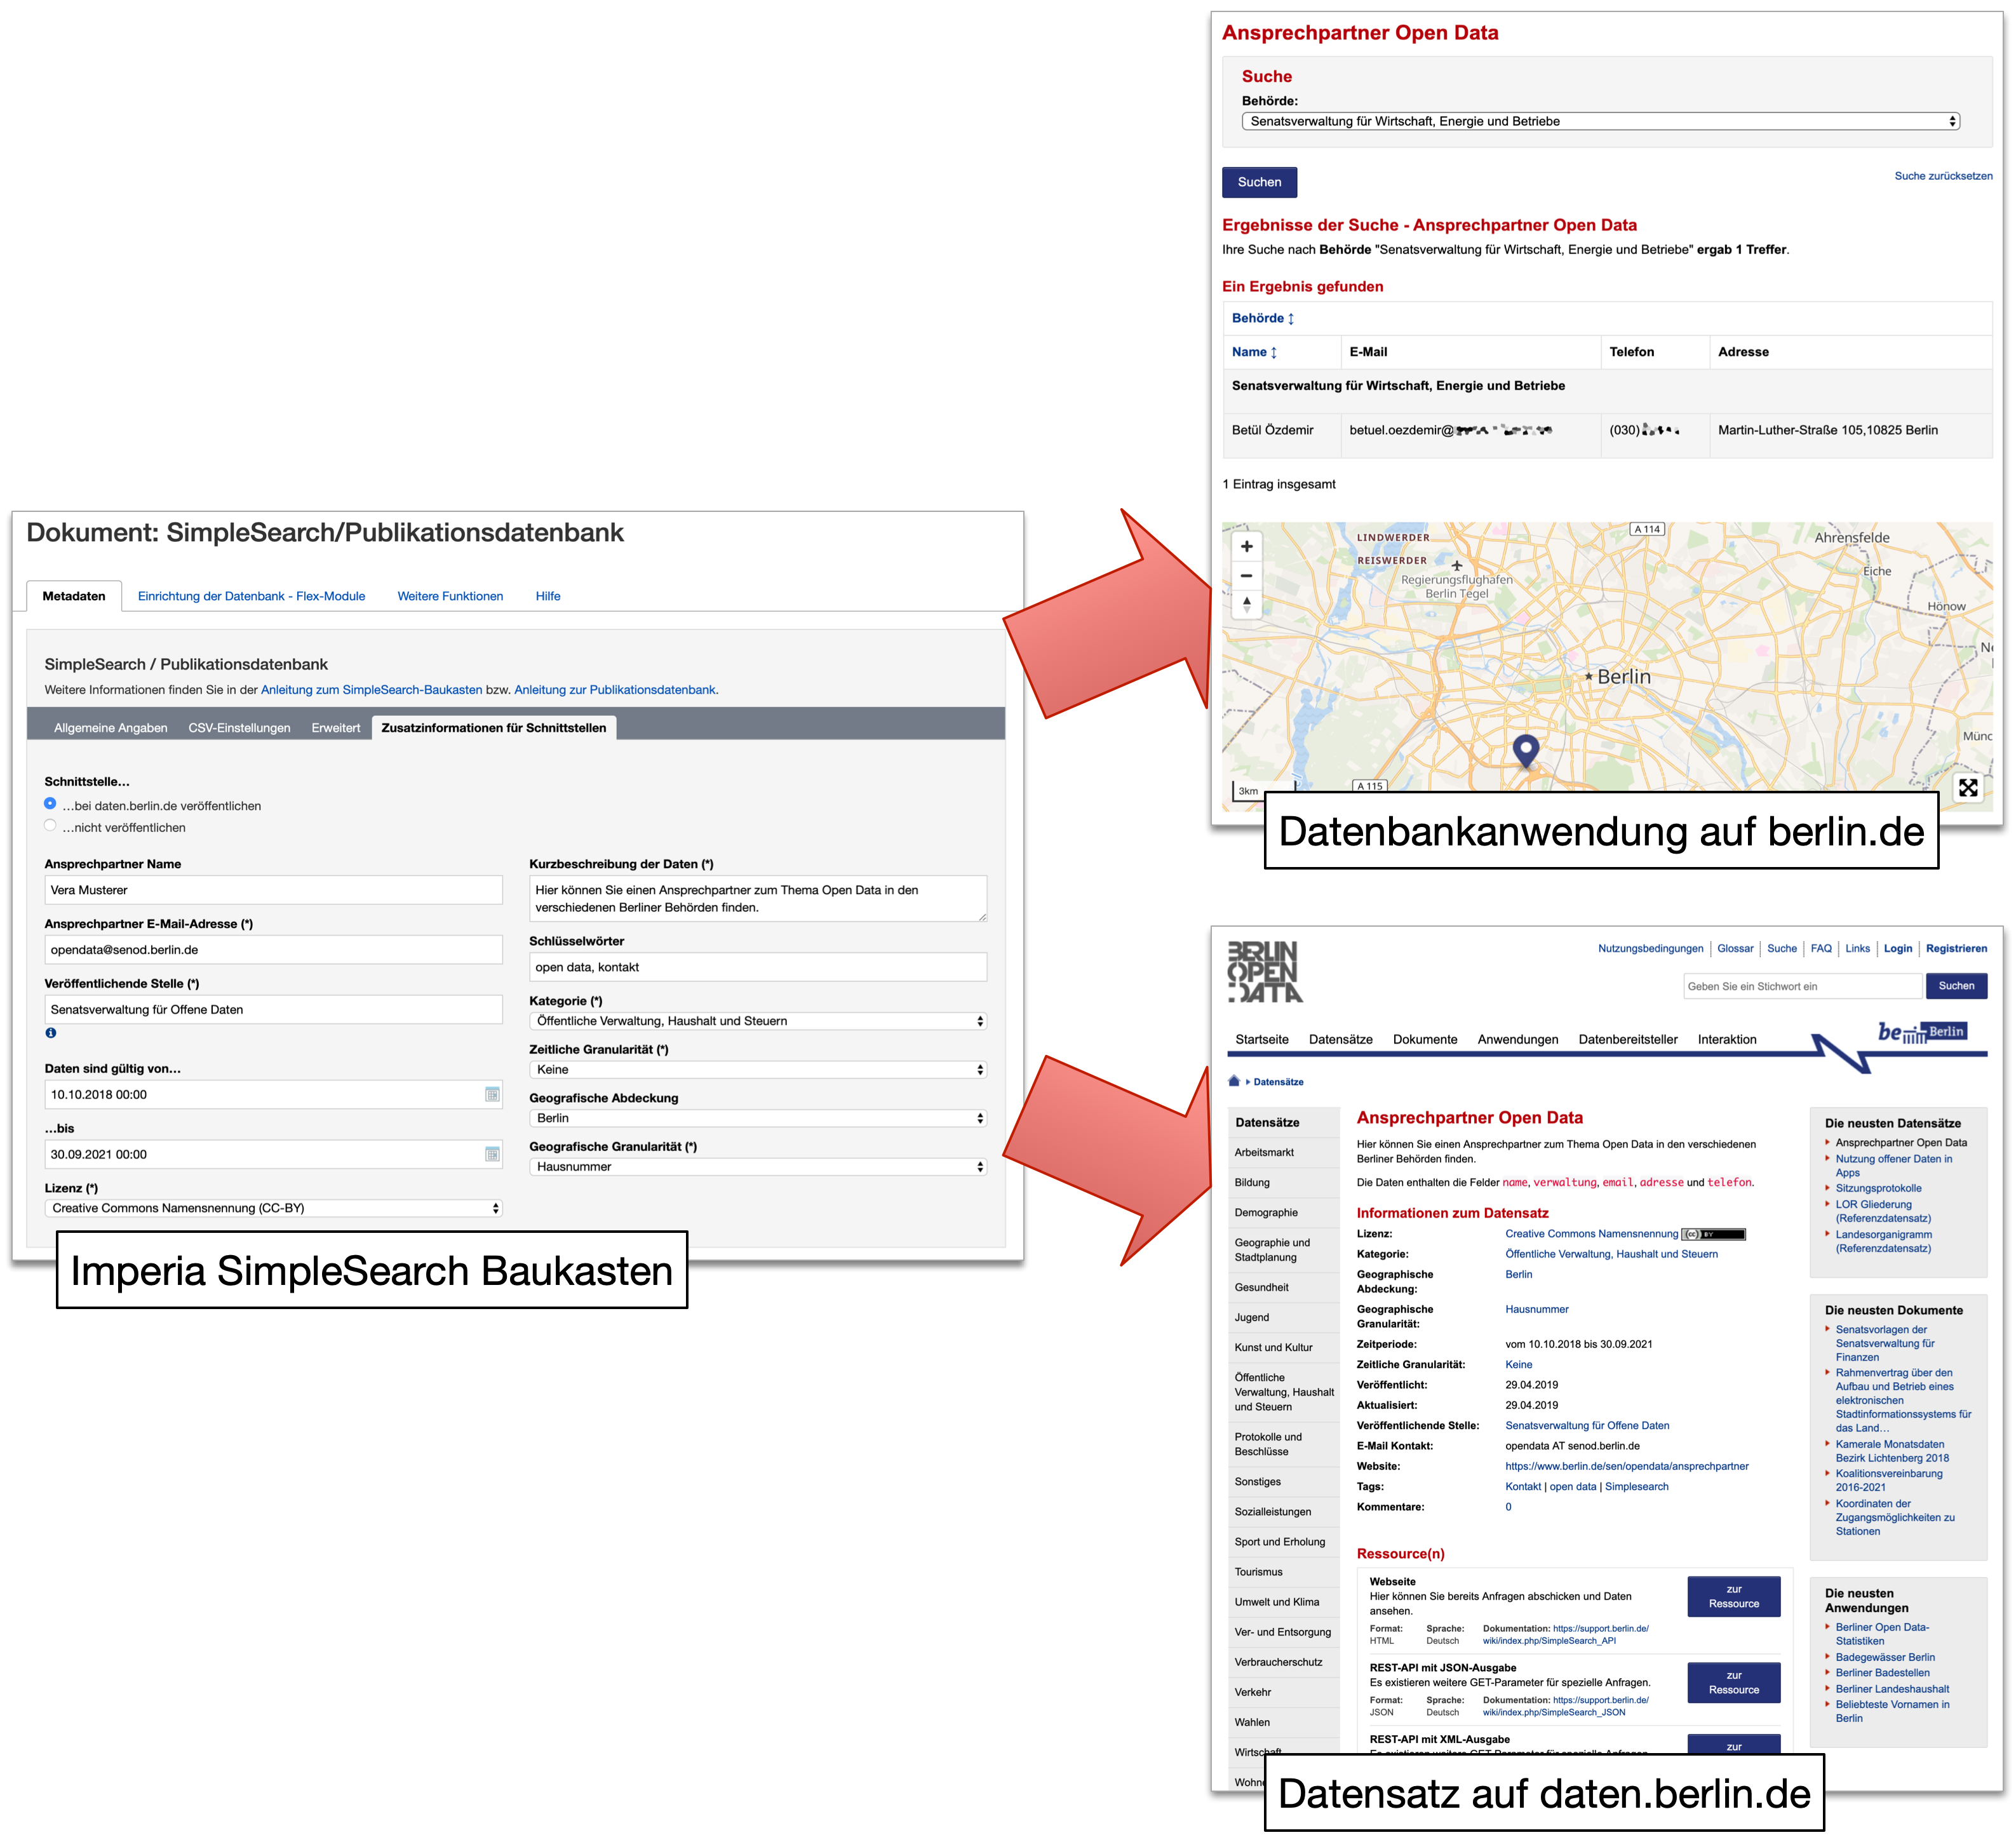 Dokument: SimpleSearch/Publikationsdatenbank
Metadaten
Einrichtung der Datenbank - Flex-Module
Weitere Funktionen
Hilfe
SimpleSearch / Publikationsdatenbank
Weitere Informationen finden Sie in der Anleitung zum SimpleSearch-Baukasten bzw. Anleitung zur Publikationsdatenbank.
Allgemeine Angaben
CSV-Einstellungen
Erweitert
Zusatzinformationen für Schnittstellen
Schnittstelle...
...bei daten.berlin.de veröffentlichen
...nicht veröffentlichen
Ansprechpartner Name
Vera Musterer
Ansprechpartner E-Mail-Adresse (*)
opendata@senod.berlin.de
Veröffentlichende Stelle (*)
Senatsverwaltung für Offene Daten
Daten sind gültig von...
10.10.2018 00:00
...bis
30.09.2021 00:00
Lizenz (*)
Creative Commons Namensnennung (CC-BY)
Kurzbeschreibung der Daten (*)
Hier können Sie einen Ansprechpartner zum Thema Open Data in den
verschiedenen Berliner Behörden finden.
Schlüsselwörter
open data, kontakt
Kategorie (*)
Öffentliche Verwaltung, Haushalt und Steuern
Zeitliche Granularität (*)
Keine
Geografische Abdeckung
Berlin
Geografische Granularität (*)
Hausnummer
Imperia SimpleSearch Baukasten
Ansprechpartner Open Data
Suche
Behörde:
Senatsverwaltung für Wirtschaft, Energie und Betriebe
Suchen
Suche zurücksetzen
Ergebnisse der Suche - Ansprechpartner Open Data
Ihre Suche nach Behörde "Senatsverwaltung für Wirtschaft, Energie und Betriebe" ergab 1 Treffer.
Ein Ergebnis gefunden
Behörde
Name
E-Mail
Telefon
Adresse
Senatsverwaltung für Wirtschaft, Energie und Betriebe
Betül Özdemir
betuel.oezdemir@
(030)
Martin-Luther-Straße 105,10825 Berlin
1 Eintrag insgesamt
LINDWERDER
REISWERDER
Regierungsflughafen
Berlin Tegel
A 114
Ahrensfelde
Eiche
Hönow
Berlin
Münc
A 115
3km
Datenbankanwendung auf berlin.de
BERLIN
OPEN
:DATA
Nutzungsbedingungen
Glossar
Suche
FAQ
Links
Login
Registrieren
Geben Sie ein Stichwort ein
Suchen
Startseite
Datensätze
Dokumente
Anwendungen
Datenbereitsteller
Interaktion
be Berlin
Datensätze
Datensätze
Arbeitsmarkt
Bildung
Demographie
Geographie und
Stadtplanung
Gesundheit
Jugend
Kunst und Kultur
Öffentliche
Verwaltung, Haushalt
und Steuern
Protokolle und
Beschlüsse
Sonstiges
Sozialleistungen
Sport und Erholung
Tourismus
Umwelt und Klima
Ver- und Entsorgung
Verbraucherschutz
Verkehr
Wahlen
Wirtschaft
Wohn
Ansprechpartner Open Data
Hier können Sie einen Ansprechpartner zum Thema Open Data in den verschiedenen
Berliner Behörden finden.
Die Daten enthalten die Felder name, verwaltung, email, adresse und telefon.
Informationen zum Datensatz
Lizenz: Creative Commons Namensnennung (cc) BY
Kategorie: Öffentliche Verwaltung, Haushalt und Steuern
Geographische Berlin
Abdeckung:
Geographische Hausnummer
Granularität:
Zeitperiode: vom 10.10.2018 bis 30.09.2021
Zeitliche Granularität: Keine
Veröffentlicht: 29.04.2019
Aktualisiert: 29.04.2019
Veröffentlichende Stelle: Senatsverwaltung für Offene Daten
E-Mail Kontakt: opendata AT senod.berlin.de
Website: https://www.berlin.de/sen/opendata/ansprechpartner
Tags: Kontakt | open data | Simplesearch
Kommentare: 0
Ressource(n)
Webseite
Hier können Sie bereits Anfragen abschicken und Daten
ansehen.
Format: Sprache: Dokumentation: https://support.berlin.de/
HTML Deutsch wiki/index.php/SimpleSearch_API
zur
Ressource
REST-API mit JSON-Ausgabe
Es existieren weitere GET-Parameter für spezielle Anfragen.
Format: Sprache: Dokumentation: https://support.berlin.de/
JSON Deutsch wiki/index.php/SimpleSearch_JSON
zur
Ressource
REST-API mit XML-Ausgabe
zur
Die neusten Datensätze
Ansprechpartner Open Data
Nutzung offener Daten in
Apps
Sitzungsprotokolle
LOR Gliederung
(Referenzdatensatz)
Landesorganigramm
(Referenzdatensatz)
Die neusten Dokumente
Senatsvorlagen der
Senatsverwaltung für
Finanzen
Rahmenvertrag über den
Aufbau und Betrieb eines
elektronischen
Stadtinformationssystems für
das Land...
Kamerale Monatsdaten
Bezirk Lichtenberg 2018
Koalitionsvereinbarung
2016-2021
Koordinaten der
Zugangsmöglichkeiten zu
Stationen
Die neusten
Anwendungen
Berliner Open Data-
Statistiken
Badegewässer Berlin
Berliner Badestellen
Berliner Landeshaushalt
Beliebteste Vornamen in
Berlin
Datensatz auf daten.berlin.de